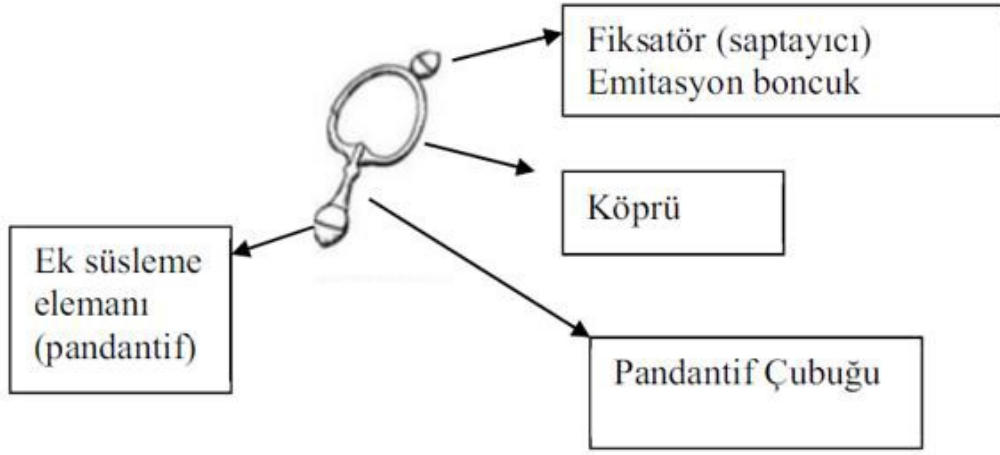 Fiksatör (saptayıcı)
Emitasyon boncuk
Köprü
Ek süsleme
elemanı
(pandantif)
Pandantif Çubuğu